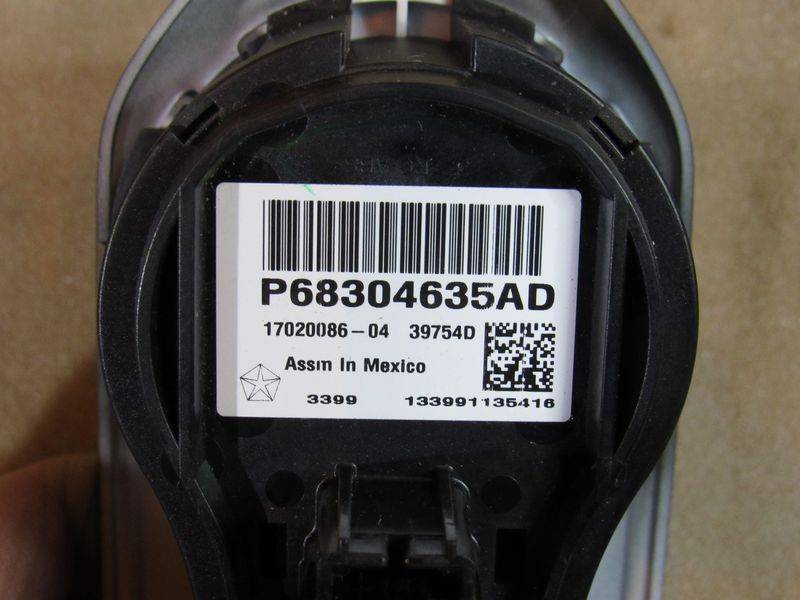 P68304635AD
17020086-04 39754D
Assm In Mexico
3399 133991135416